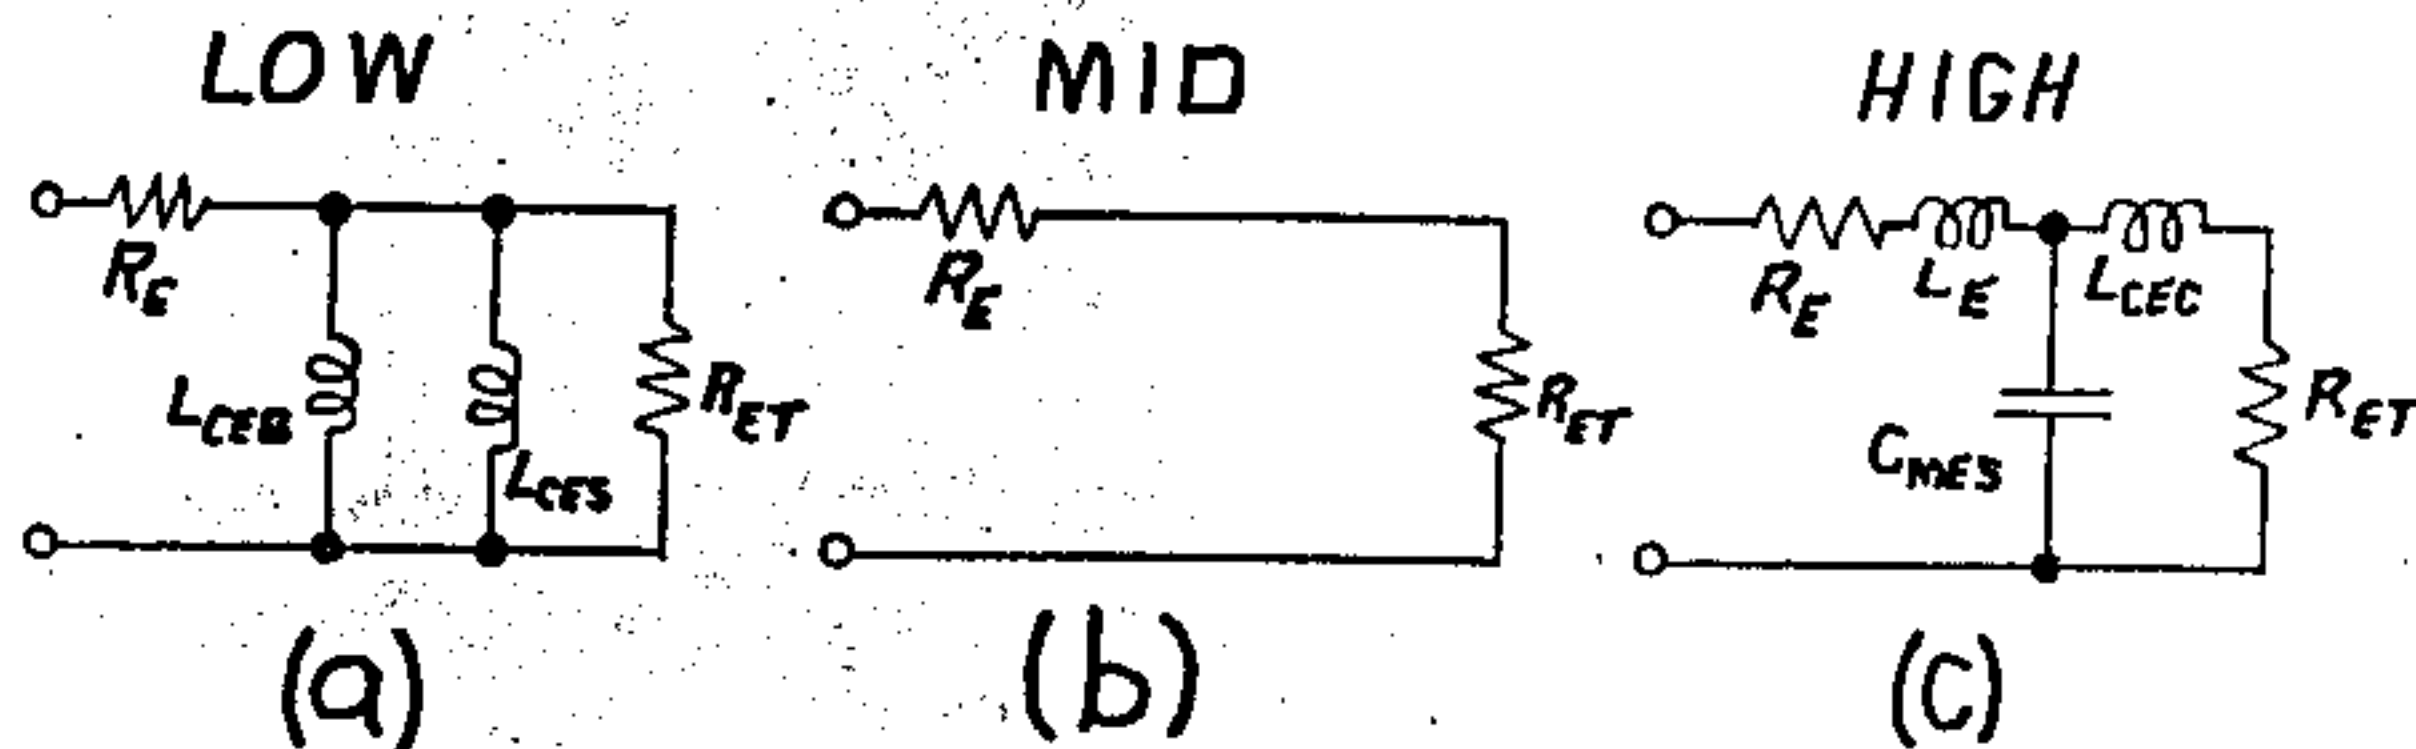 LOW MID HIGH
R_E R_E R_E L_E L_CEC
L_CEB R_ET R_ET R_ET
L_CES C_MES
(a) (b) (c)